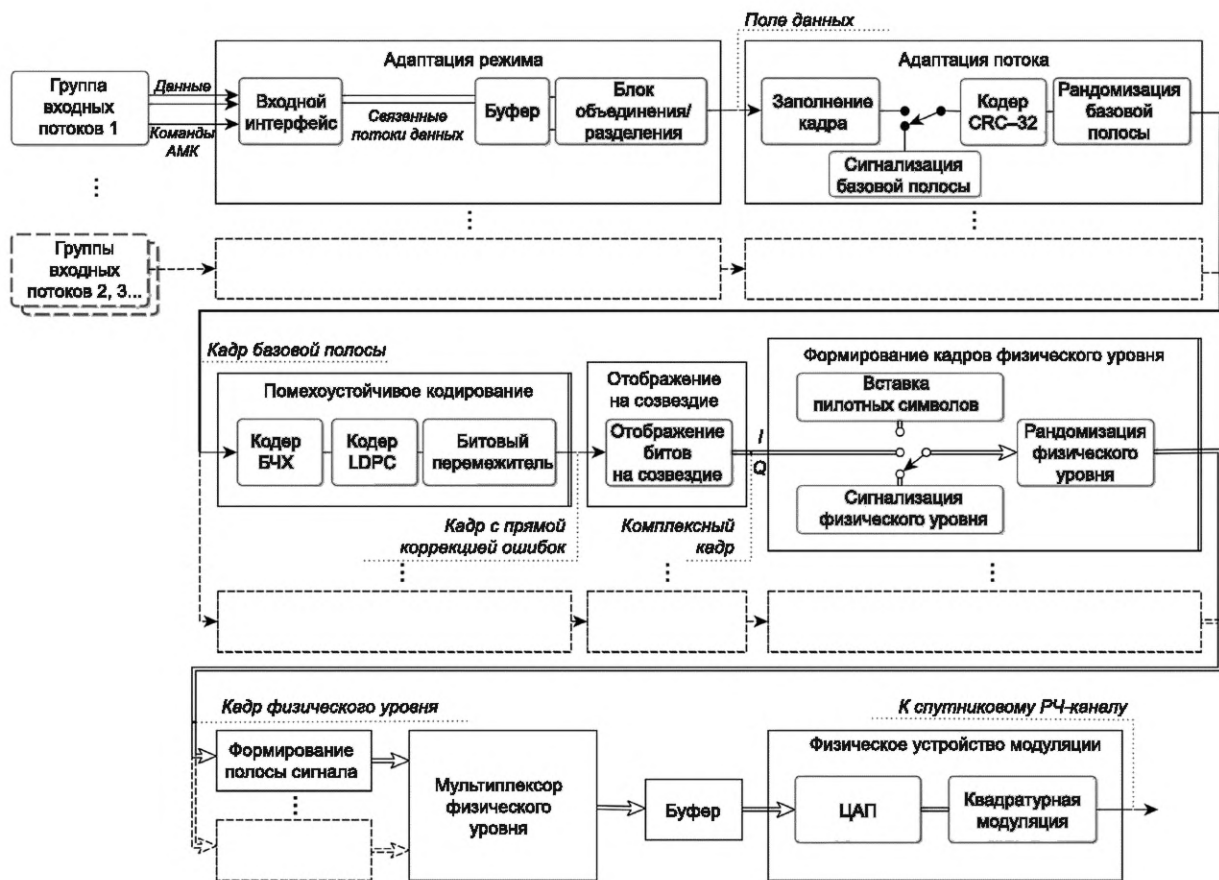 Поле данных
Адаптация режима
Адаптация потока
Группа
входных
потоков 1
Данные
Команды
АМК
Входной
интерфейс
Связанные
потоки данных
Буфер
Блок
объединения/
разделения
Заполнение
кадра
Кодер
CRC–32
Рандомизация
базовой
полосы
Сигнализация
базовой полосы
Группы
входных
потоков 2, 3...
Кадр базовой полосы
Помехоустойчивое кодирование
Кодер
БЧХ
Кодер
LDPC
Битовый
перемежитель
Отображение
на созвездие
Отображение
битов
на созвездие
I
Q
Формирование кадров физического уровня
Вставка
пилотных символов
Рандомизация
физического
уровня
Сигнализация
физического уровня
Кадр с прямой
коррекцией ошибок
Комплексный
кадр
Кадр физического уровня
К спутниковому РЧ-каналу
Формирование
полосы сигнала
Мультиплексор
физического
уровня
Буфер
Физическое устройство модуляции
ЦАП
Квадратурная
модуляция